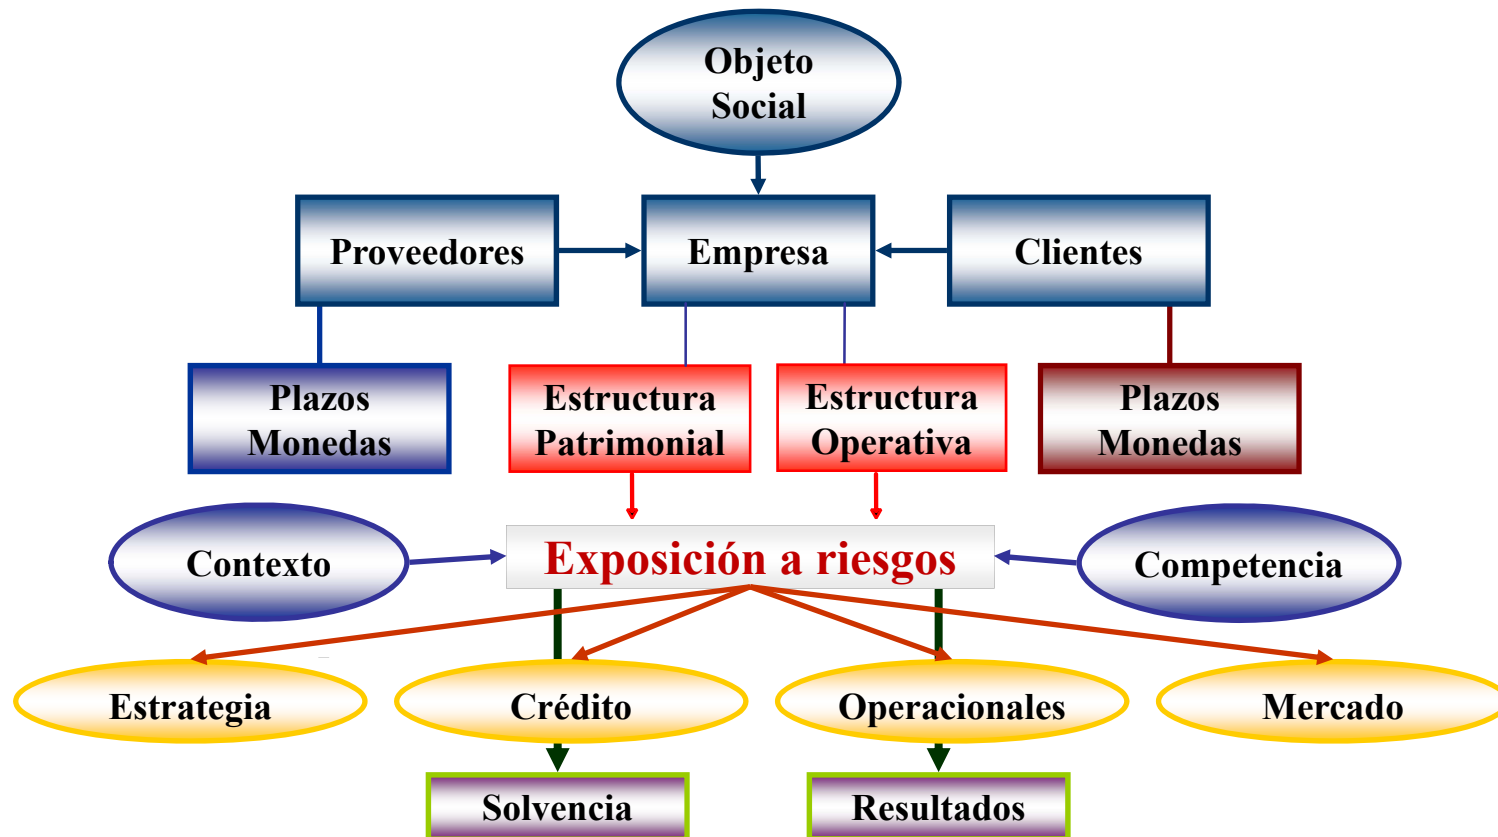 Objeto
Social
Proveedores
Empresa
Clientes
Plazos
Monedas
Estructura
Patrimonial
Estructura
Operativa
Plazos
Monedas
Contexto
Exposición a riesgos
Competencia
Estrategia
Crédito
Operacionales
Mercado
Solvencia
Resultados